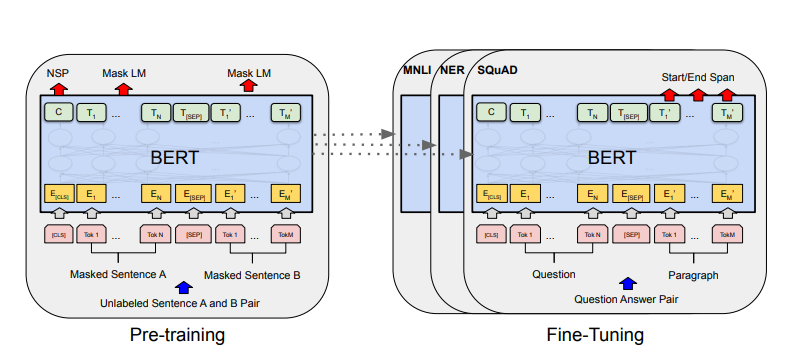 NSP Mask LM Mask LM
C T1 ... TN T[SEP] T1' ... TM'
BERT
E[CLS] E1 ... EN E[SEP] E1' ... EM'
[CLS] Tok 1 ... Tok N [SEP] Tok 1 ... TokM
Masked Sentence A Masked Sentence B
Unlabeled Sentence A and B Pair
Pre-training
MNLI NER SQuAD
Start/End Span
C T1 ... TN T[SEP] T1' ... TM'
BERT
E[CLS] E1 ... EN E[SEP] E1' ... EM'
[CLS] Tok 1 ... Tok N [SEP] Tok 1 ... TokM
Question Paragraph
Question Answer Pair
Fine-Tuning